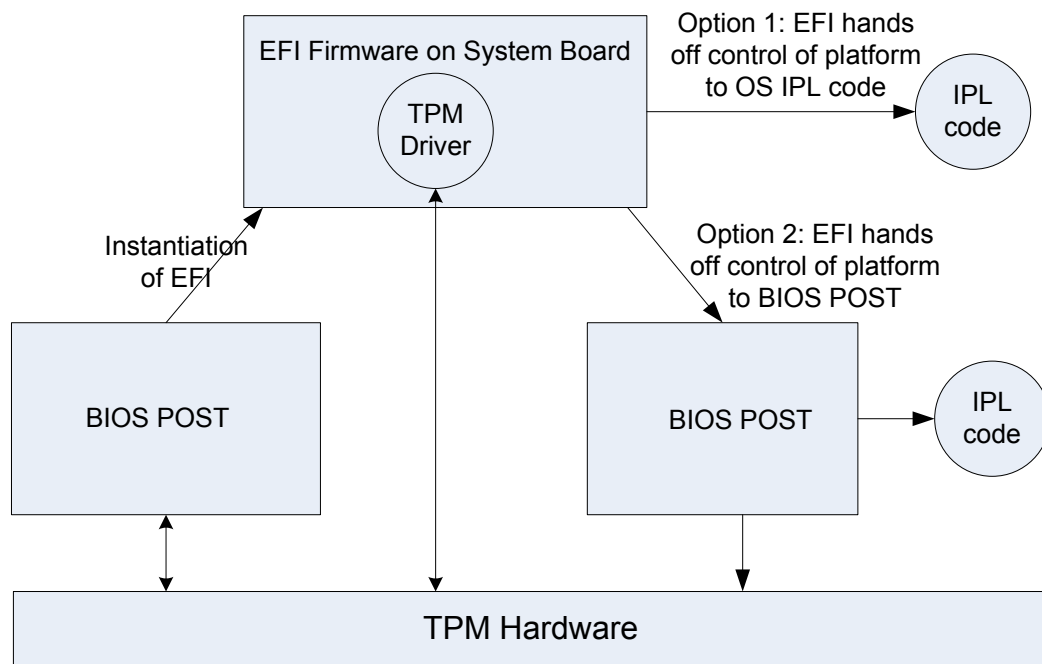 EFI Firmware on System Board
TPM
Driver
Option 1: EFI hands
off control of platform
to OS IPL code
IPL
code
Instantiation
of EFI
Option 2: EFI hands
off control of platform
to BIOS POST
BIOS POST
BIOS POST
IPL
code
TPM Hardware